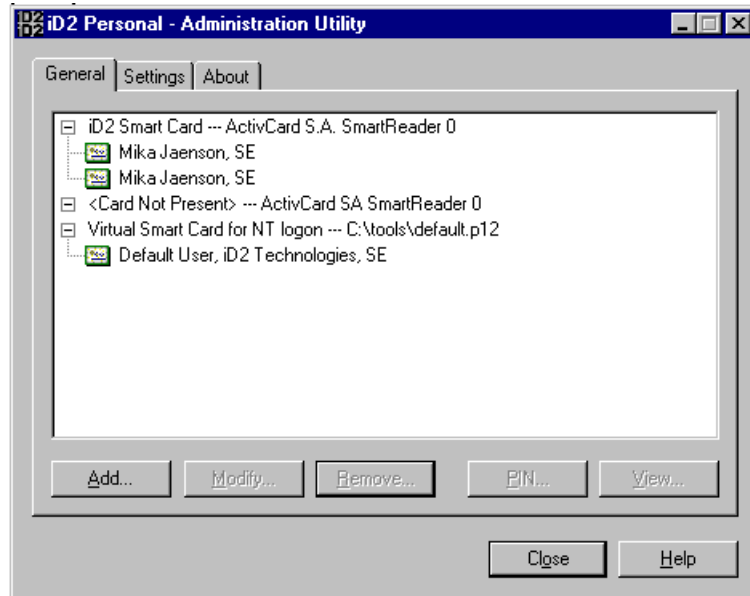 iD2 Personal - Administration Utility
General Settings About
iD2 Smart Card --- ActivCard S.A. SmartReader 0
Mika Jaenson, SE
Mika Jaenson, SE
<Card Not Present> --- ActivCard SA SmartReader 0
Virtual Smart Card for NT logon --- C:\tools\default.p12
Default User, iD2 Technologies, SE
Add... Modify... Remove... PIN... View...
Close Help